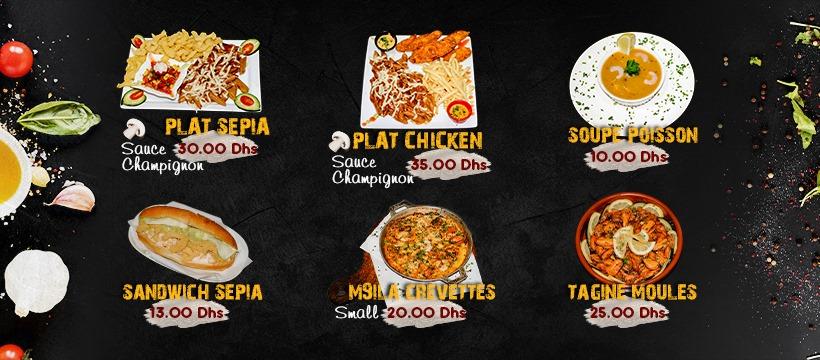 PLAT SEPIA
Sauce 30.00 Dhs
Champignon
PLAT CHICKEN
Sauce 35.00 Dhs
Champignon
SOUPE POISSON
10.00 Dhs
SANDWICH SEPIA
13.00 Dhs
M9ILA CREVETTES
Small 20.00 Dhs
TAGINE MOULES
25.00 Dhs